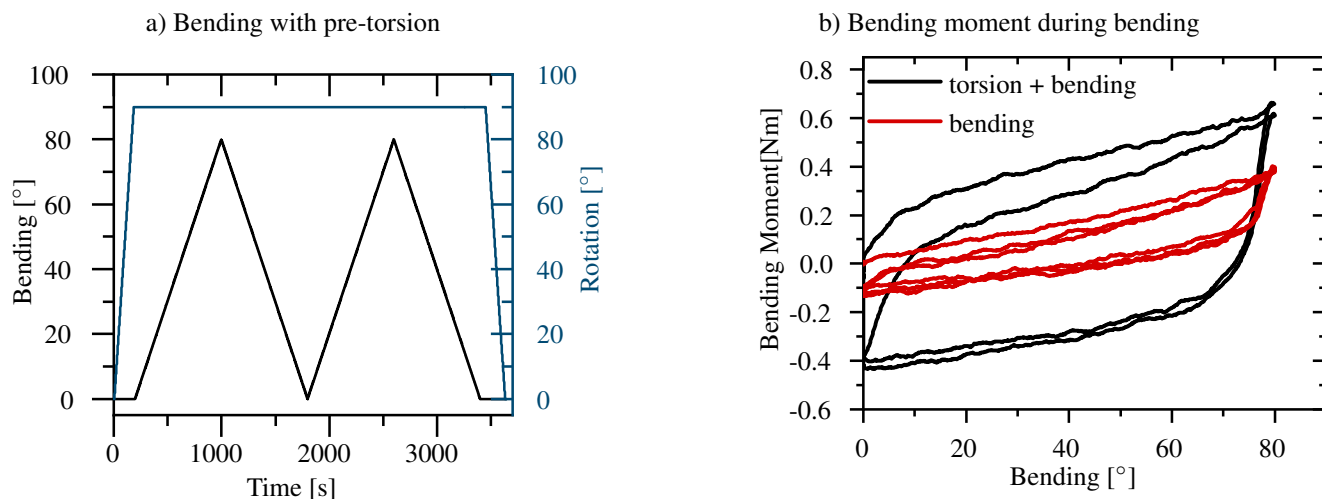 a) Bending with pre-torsion
100
80
60
40
20
0
Bending [°]
100
80
60
40
20
0
Rotation [°]
0 1000 2000 3000
Time [s]
b) Bending moment during bending
0.8
0.6
0.4
0.2
0.0
-0.2
-0.4
-0.6
Bending Moment[Nm]
torsion + bending
bending
0 20 40 60 80
Bending [°]